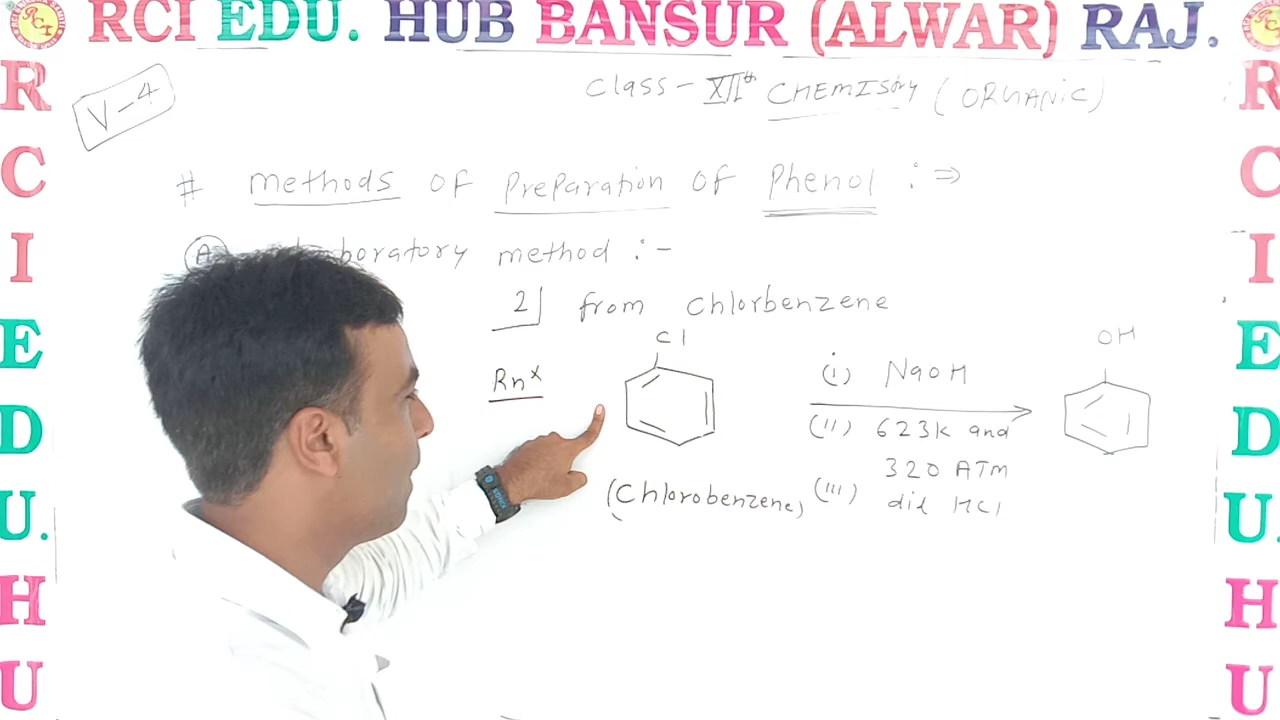 RCI EDU. HUB BANSUR (ALWAR) RAJ.
V-4
Class - XIIth CHEMIStry (ORGANIC)
# methods OF PrePararion OF Phenol : ⇒
(A) boratory method :-
2] from Chlorbenzene
Cl
Rnx
(i) NaOH
(ii) 623K and
320 ATm
(iii) dil HCl
OH
(Chlorobenzene)
R
C
I
E
D
U.
H
U
R
C
I
E
D
U.
H
U